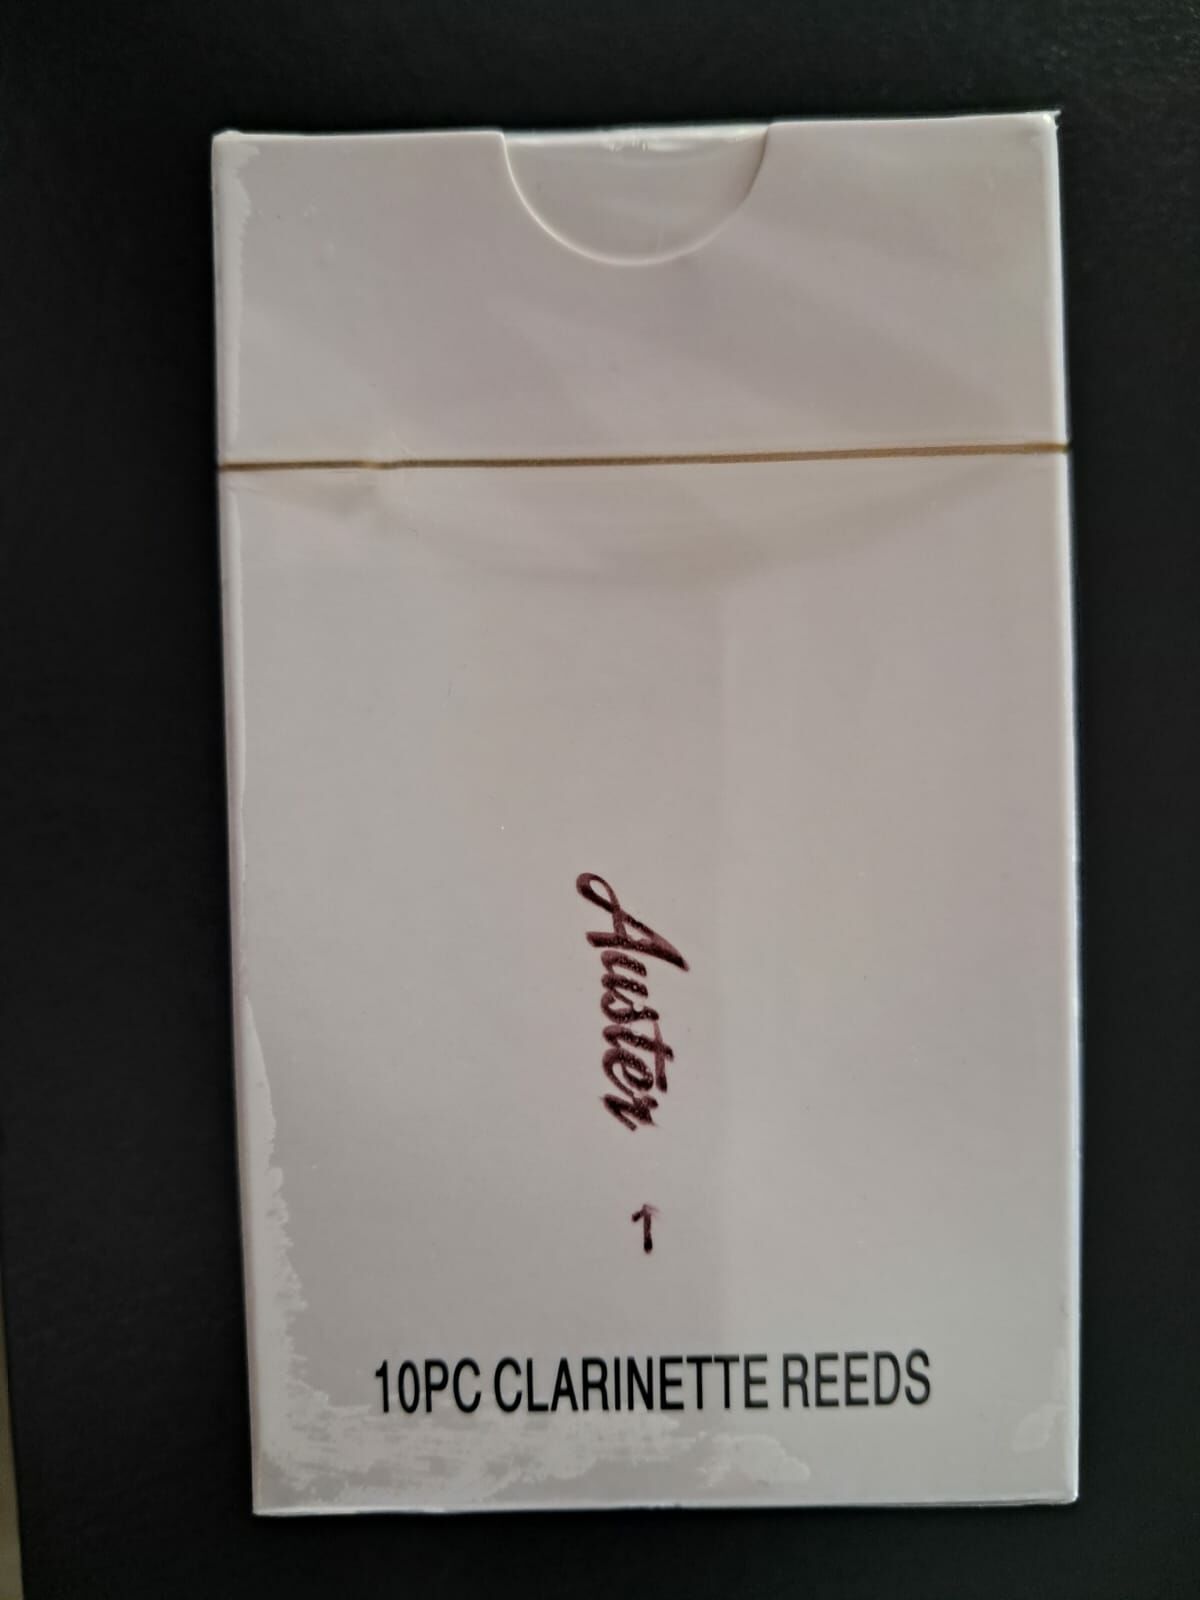 Auster
1
10PC CLARINETTE REEDS